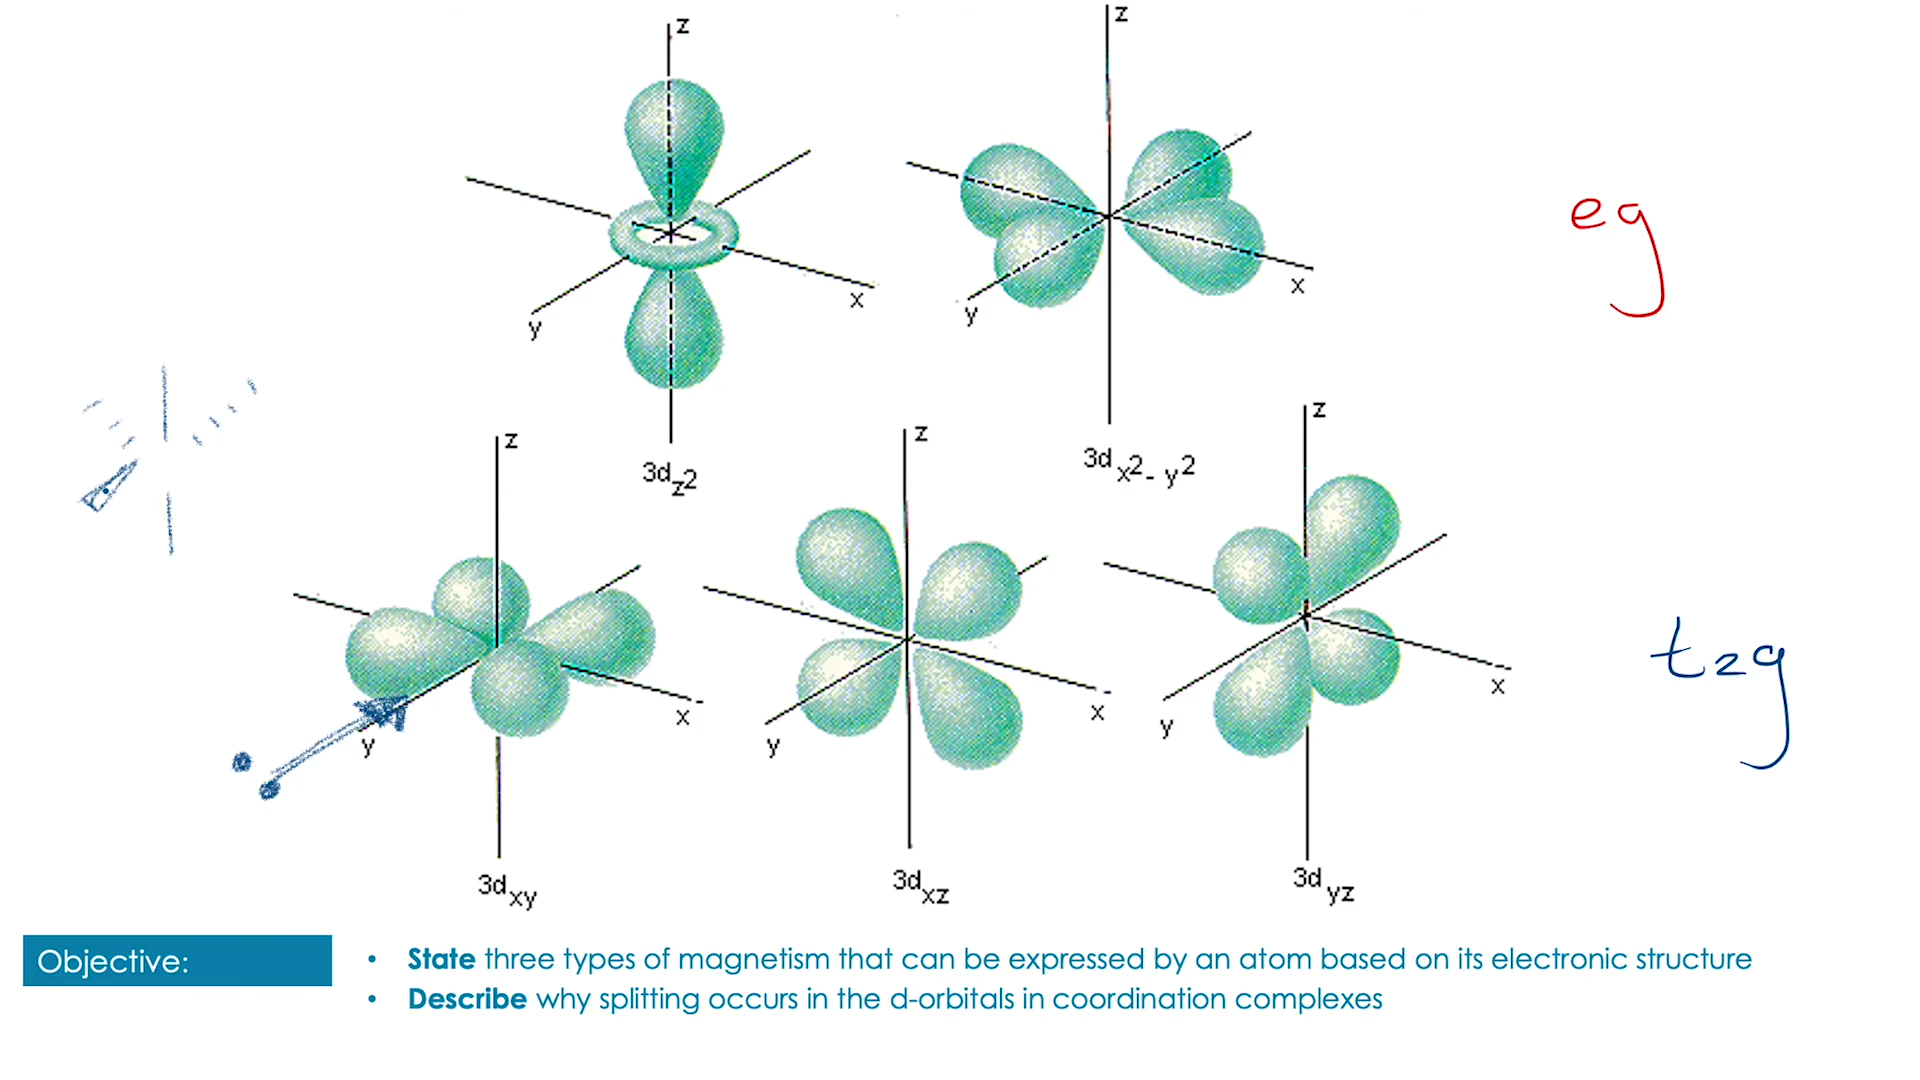 z
z
eg
x
y
x
y
3dz2
3dx2- y2
z
z
z
t2g
x
y
x
y
x
y
3dxy
3dxz
3dyz
Objective:
• State three types of magnetism that can be expressed by an atom based on its electronic structure
• Describe why splitting occurs in the d-orbitals in coordination complexes